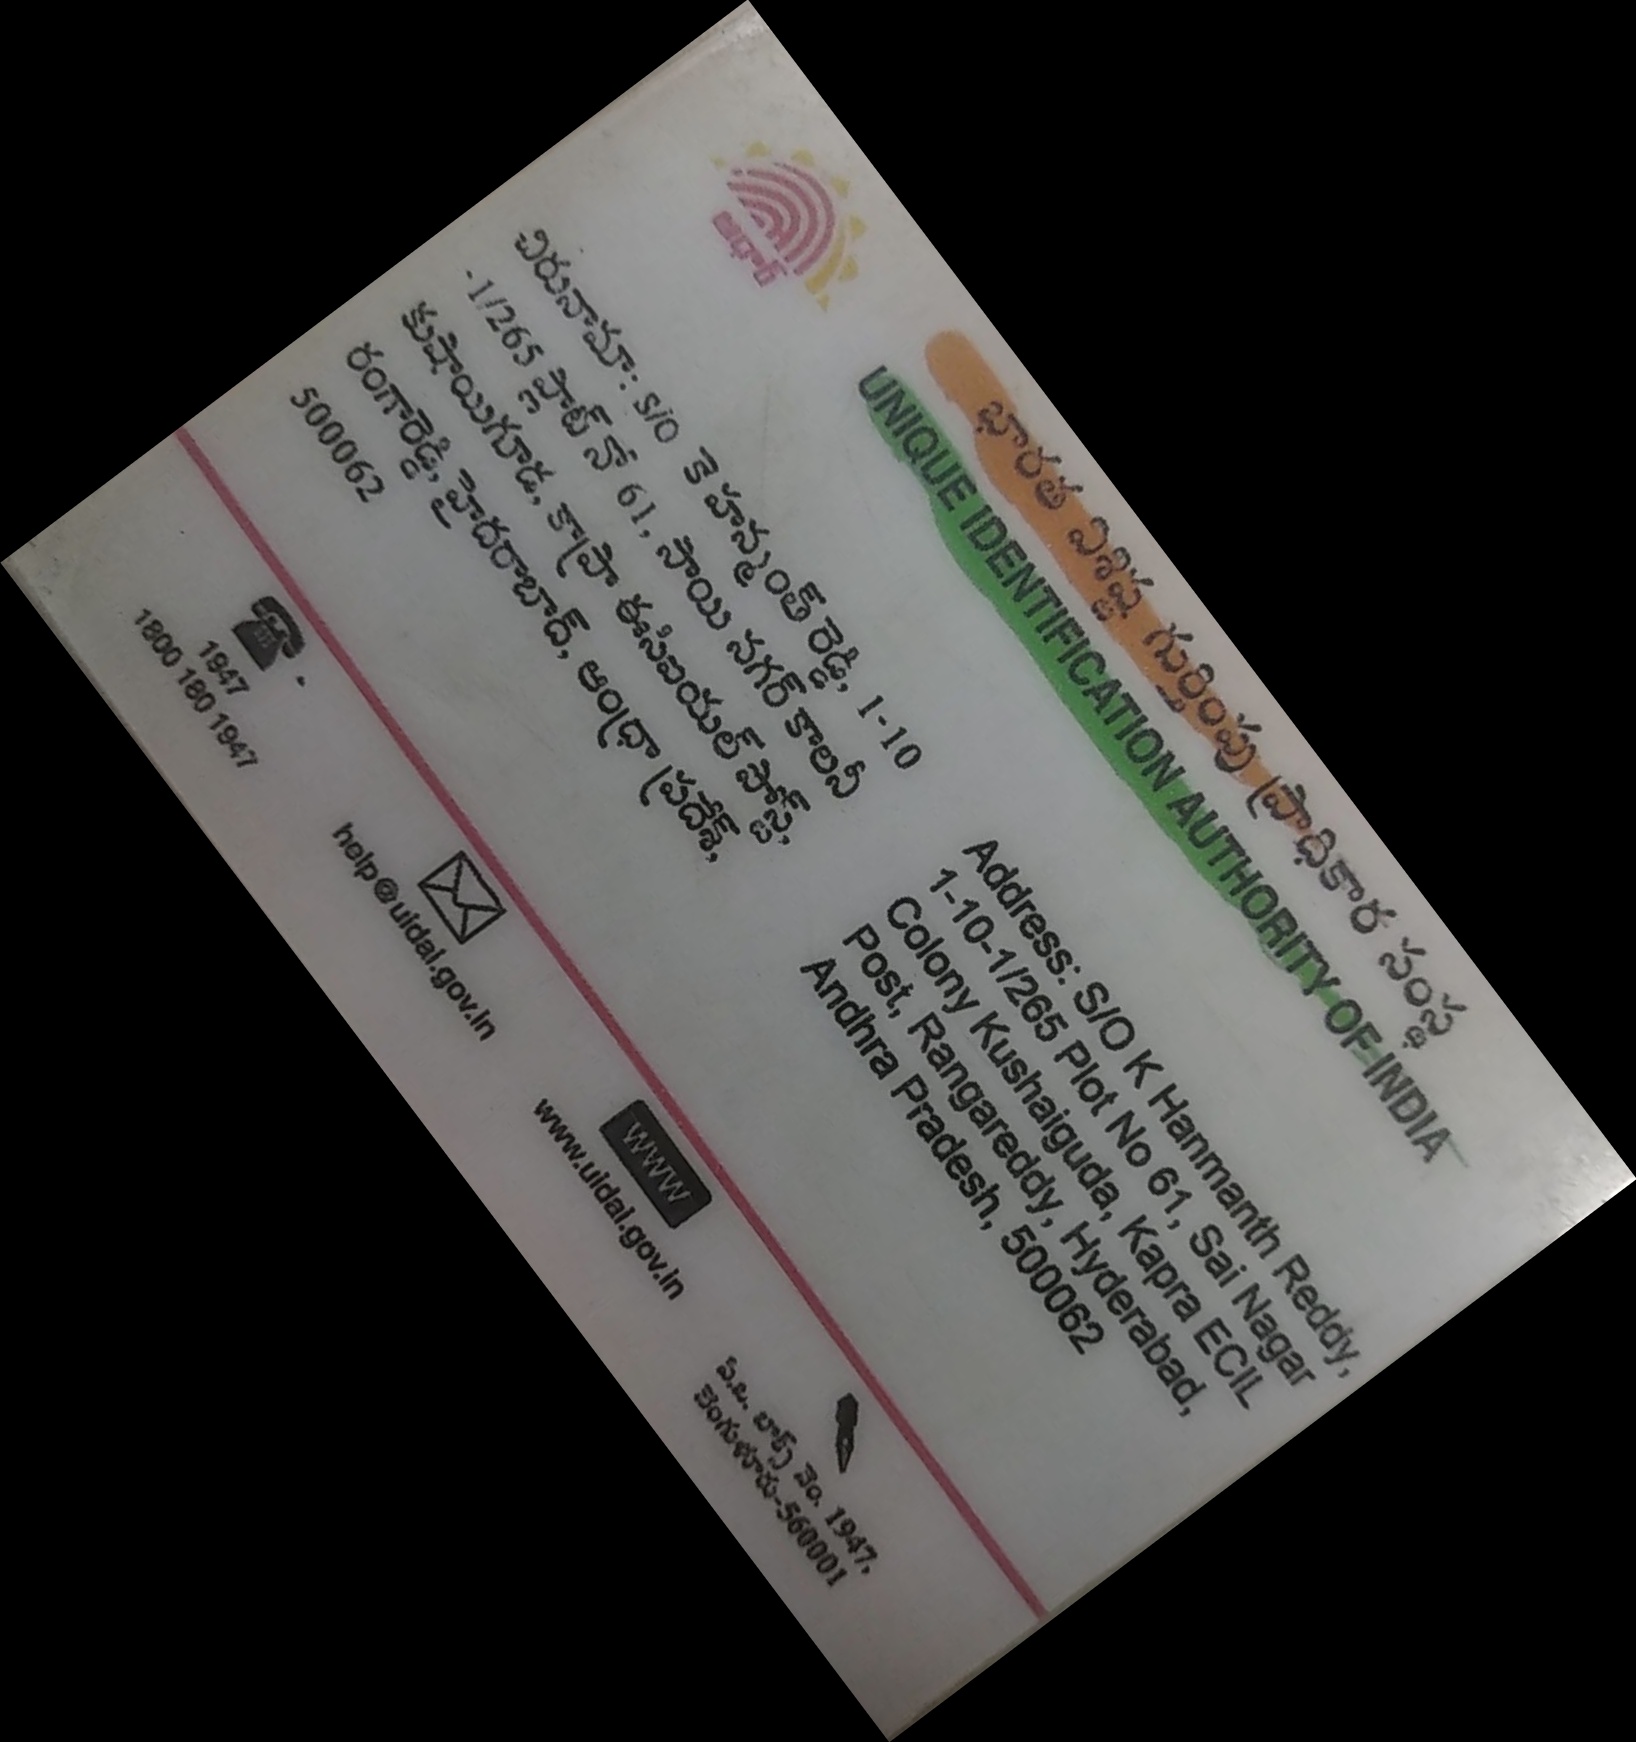 ఆధార్
భారత విశిష్ట గుర్తింపు ప్రాధికార సంస్థ
UNIQUE IDENTIFICATION AUTHORITY OF INDIA
చిరునామా: S/O కె హన్మంత్ రెడ్డి, 1-10
-1/265 ప్లాట్ నో 61, సాయి నగర్ కాలనీ
కుషాయిగూడ, కాప్రా ఈసిఐయల్ పోస్ట్,
రంగారెడ్డి, హైదరాబాద్, ఆంధ్రా ప్రదేశ్,
500062
Address: S/O K Hanmanth Reddy,
1-10-1/265 Plot No 61, Sai Nagar
Colony Kushaiguda, Kapra ECIL
Post, Rangareddy, Hyderabad,
Andhra Pradesh, 500062
1947
1800 180 1947
help@uidai.gov.in
WWW
www.uidai.gov.in
పి.ఒ. బాక్స్ నెం. 1947,
బెంగుళూరు-560001